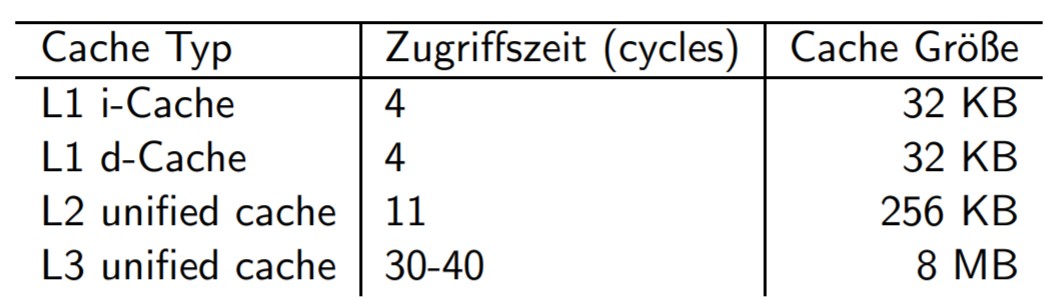 Cache Typ Zugriffszeit (cycles) Cache Größe
L1 i-Cache 4 32 KB
L1 d-Cache 4 32 KB
L2 unified cache 11 256 KB
L3 unified cache 30-40 8 MB